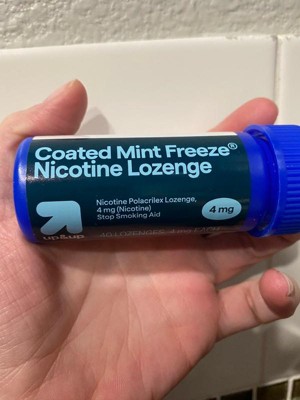 Coated Mint Freeze®
Nicotine Lozenge
Nicotine Polacrilex Lozenge,
4 mg (Nicotine)
Stop Smoking Aid
4 mg
up&up